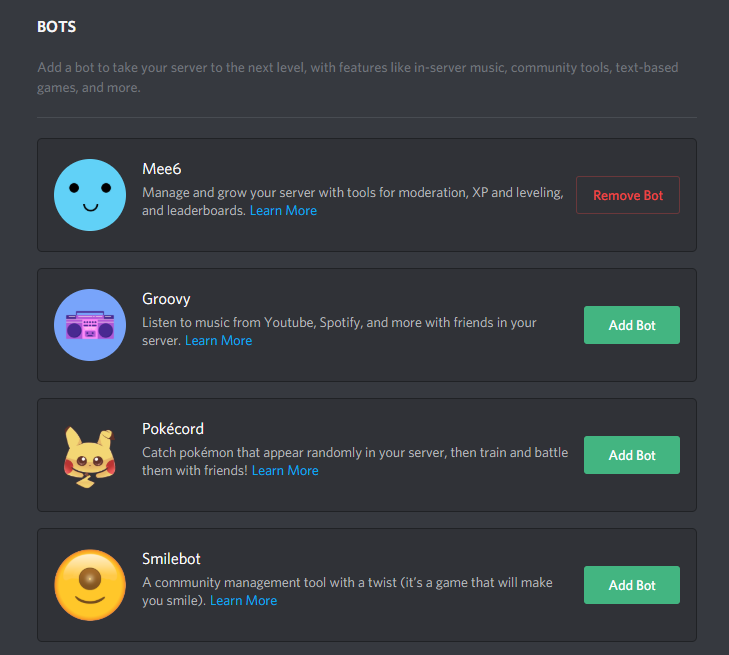 BOTS
Add a bot to take your server to the next level, with features like in-server music, community tools, text-based
games, and more.
Mee6
Manage and grow your server with tools for moderation, XP and leveling,
and leaderboards. Learn More
Remove Bot
Groovy
Listen to music from Youtube, Spotify, and more with friends in your
server. Learn More
Add Bot
Pokécord
Catch pokémon that appear randomly in your server, then train and battle
them with friends! Learn More
Add Bot
Smilebot
A community management tool with a twist (it's a game that will make
you smile). Learn More
Add Bot